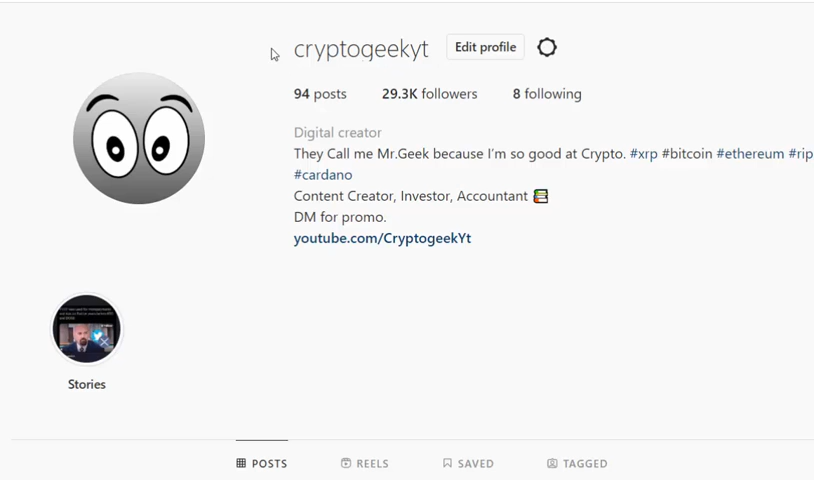 cryptogeekyt Edit profile
94 posts 29.3K followers 8 following
Digital creator
They Call me Mr.Geek because I'm so good at Crypto. #xrp #bitcoin #ethereum #rip
#cardano
Content Creator, Investor, Accountant
DM for promo.
youtube.com/CryptogeekYt
Stories
POSTS REELS SAVED TAGGED